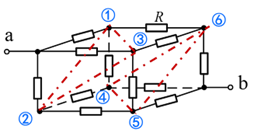 ① R ⑥
a ③
④ b
② ⑤